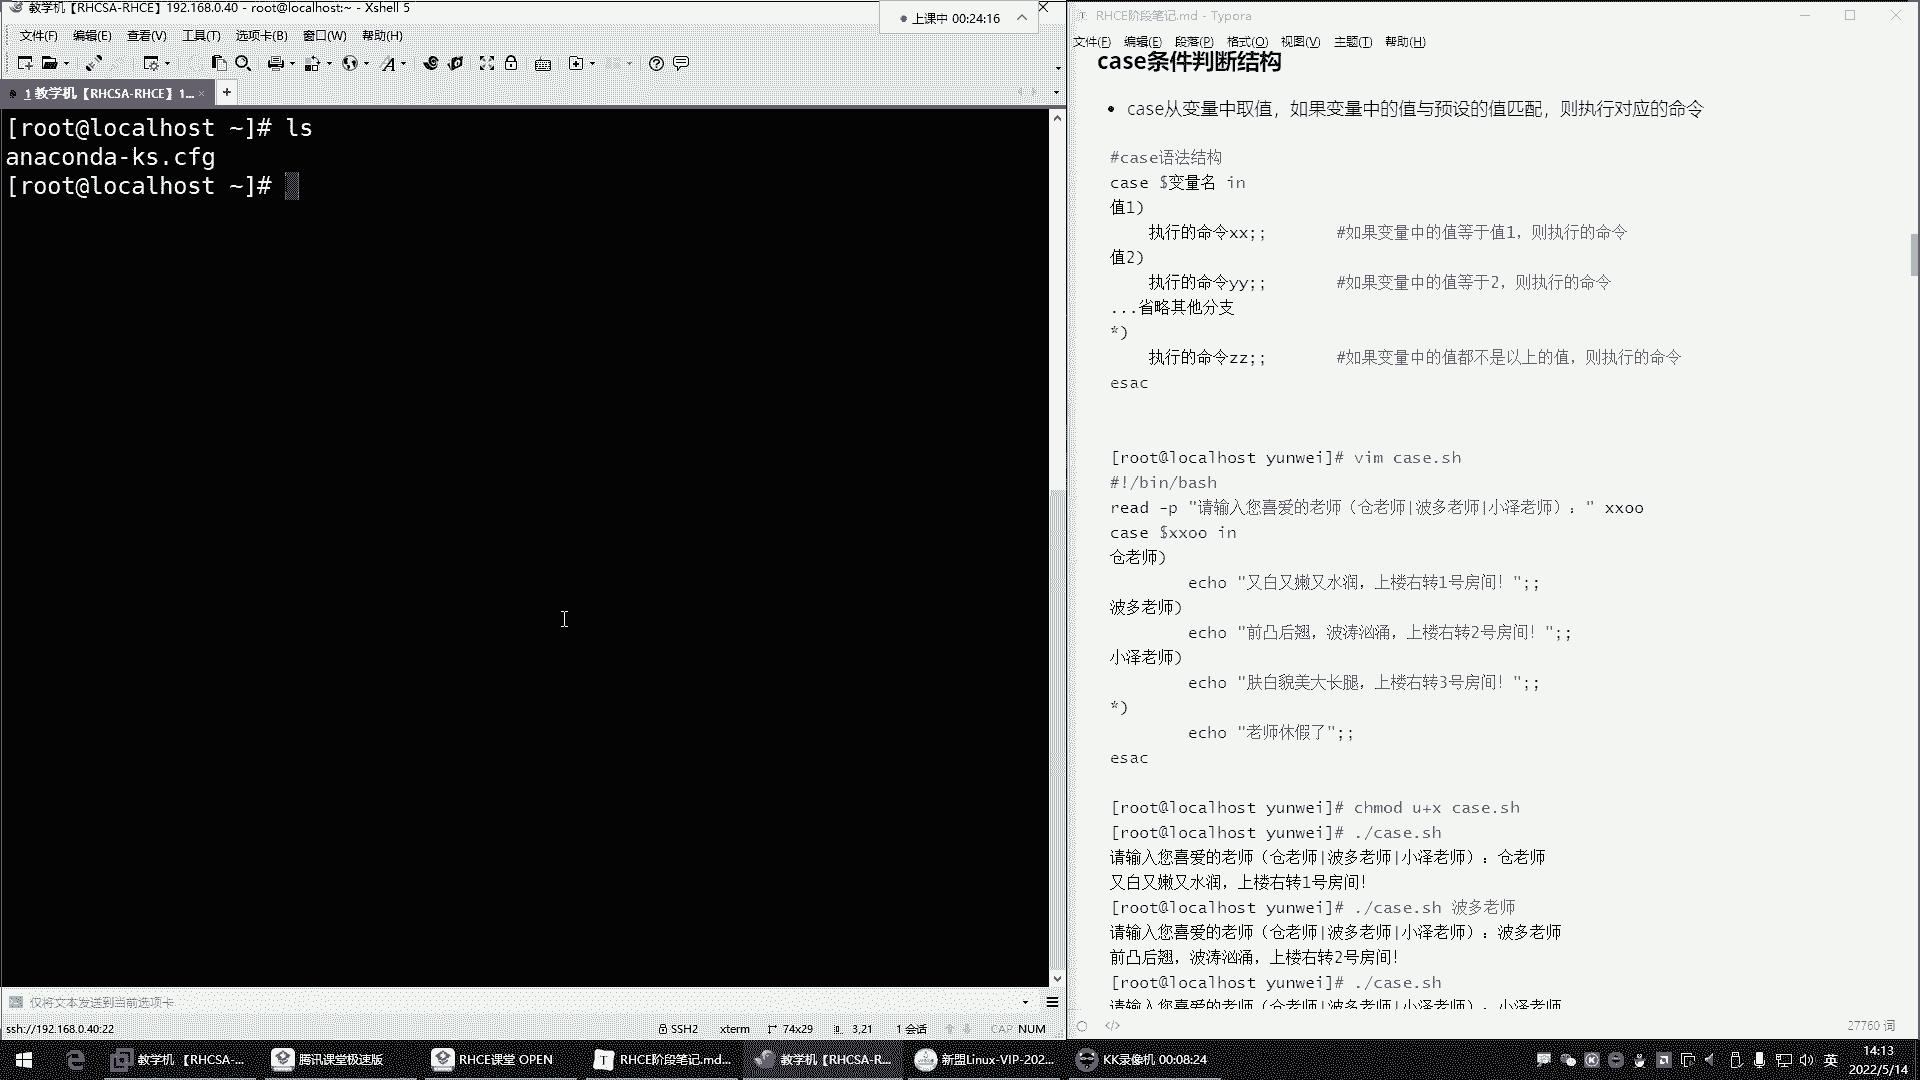 教学机【RHCSA-RHCE】192.168.0.40 - root@localhost:~ - Xshell 5
上课中 00:24:16
文件(F) 编辑(E) 查看(V) 工具(T) 选项卡(B) 窗口(W) 帮助(H)
1 教学机【RHCSA-RHCE】1...
[root@localhost ~]# ls
anaconda-ks.cfg
[root@localhost ~]#
仅将文本发送到当前选项卡
ssh://192.168.0.40:22 SSH2 xterm 74x29 3,21 1 会话 CAP NUM
RHCE阶段笔记.md - Typora
文件(F) 编辑(E) 段落(P) 格式(O) 视图(V) 主题(T) 帮助(H)
case条件判断结构
• case从变量中取值，如果变量中的值与预设的值匹配，则执行对应的命令
#case语法结构
case $变量名 in
值1)
执行的命令xx;; #如果变量中的值等于值1，则执行的命令
值2)
执行的命令yy;; #如果变量中的值等于2，则执行的命令
...省略其他分支
*)
执行的命令zz;; #如果变量中的值都不是以上的值，则执行的命令
esac
[root@localhost yunwei]# vim case.sh
#!/bin/bash
read -p "请输入您喜爱的老师（仓老师|波多老师|小泽老师）：" xxoo
case $xxoo in
仓老师)
echo "又白又嫩又水润，上楼右转1号房间！";;
波多老师)
echo "前凸后翘，波涛汹涌，上楼右转2号房间！";;
小泽老师)
echo "肤白貌美大长腿，上楼右转3号房间！";;
*)
echo "老师休假了";;
esac
[root@localhost yunwei]# chmod u+x case.sh
[root@localhost yunwei]# ./case.sh
请输入您喜爱的老师（仓老师|波多老师|小泽老师）：仓老师
又白又嫩又水润，上楼右转1号房间！
[root@localhost yunwei]# ./case.sh 波多老师
请输入您喜爱的老师（仓老师|波多老师|小泽老师）：波多老师
前凸后翘，波涛汹涌，上楼右转2号房间！
[root@localhost yunwei]# ./case.sh
请输入您喜爱的老师（仓老师|波多老师|小泽老师）：小泽老师
</> 27760 词
教学机 【RHCSA-... 腾讯课堂极速版 RHCE课堂 OPEN RHCE阶段笔记.md... 教学机【RHCSA-R... 新盟Linux-VIP-202... KK录像机 00:08:24 英 14:13
2022/5/14